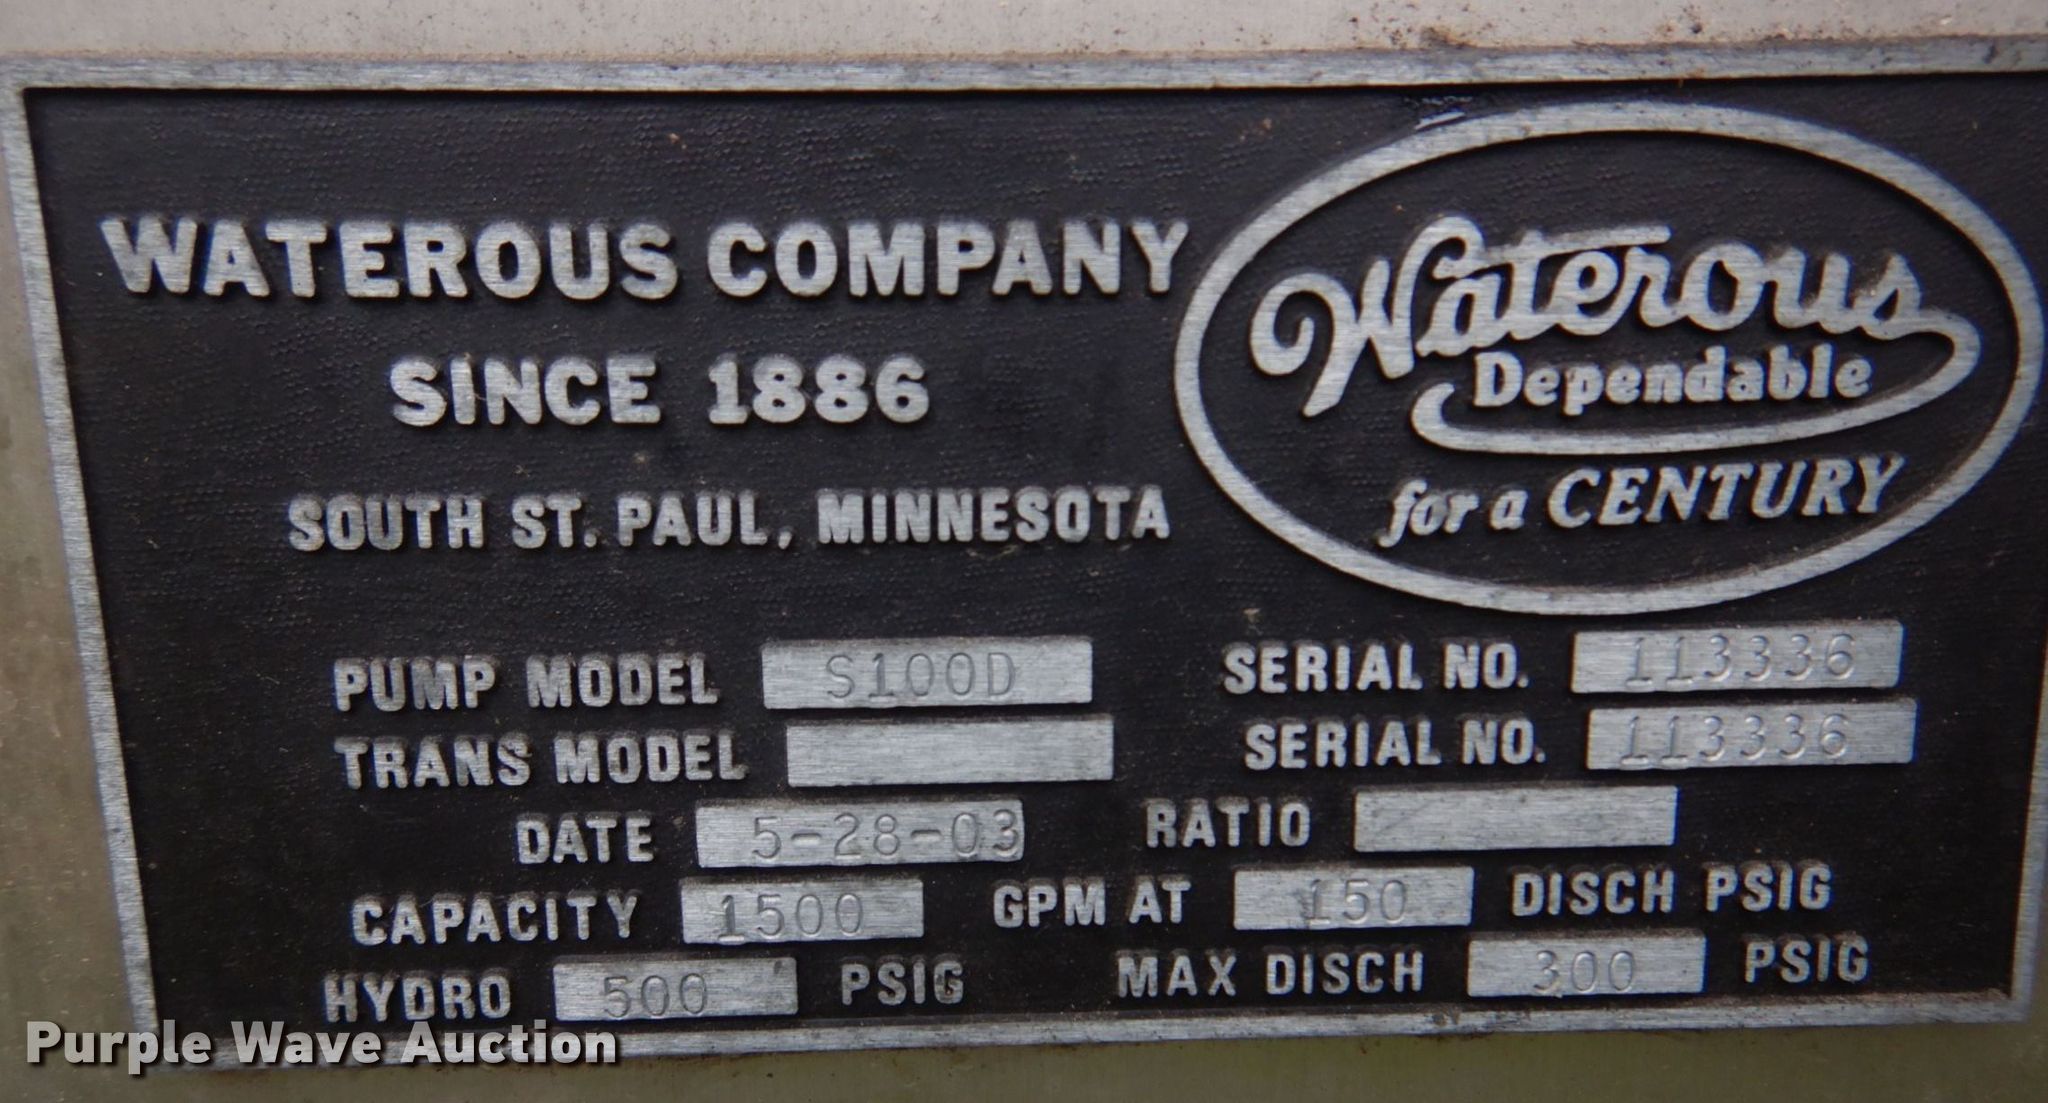 WATEROUS COMPANY
SINCE 1886
SOUTH ST. PAUL, MINNESOTA
Waterous
Dependable
for a CENTURY
PUMP MODEL S100D SERIAL NO. 113336
TRANS MODEL SERIAL NO. 113336
DATE 5-28-03 RATIO
CAPACITY 1500 GPM AT 150 DISCH PSIG
HYDRO 500 PSIG MAX DISCH 300 PSIG
Purple Wave Auction